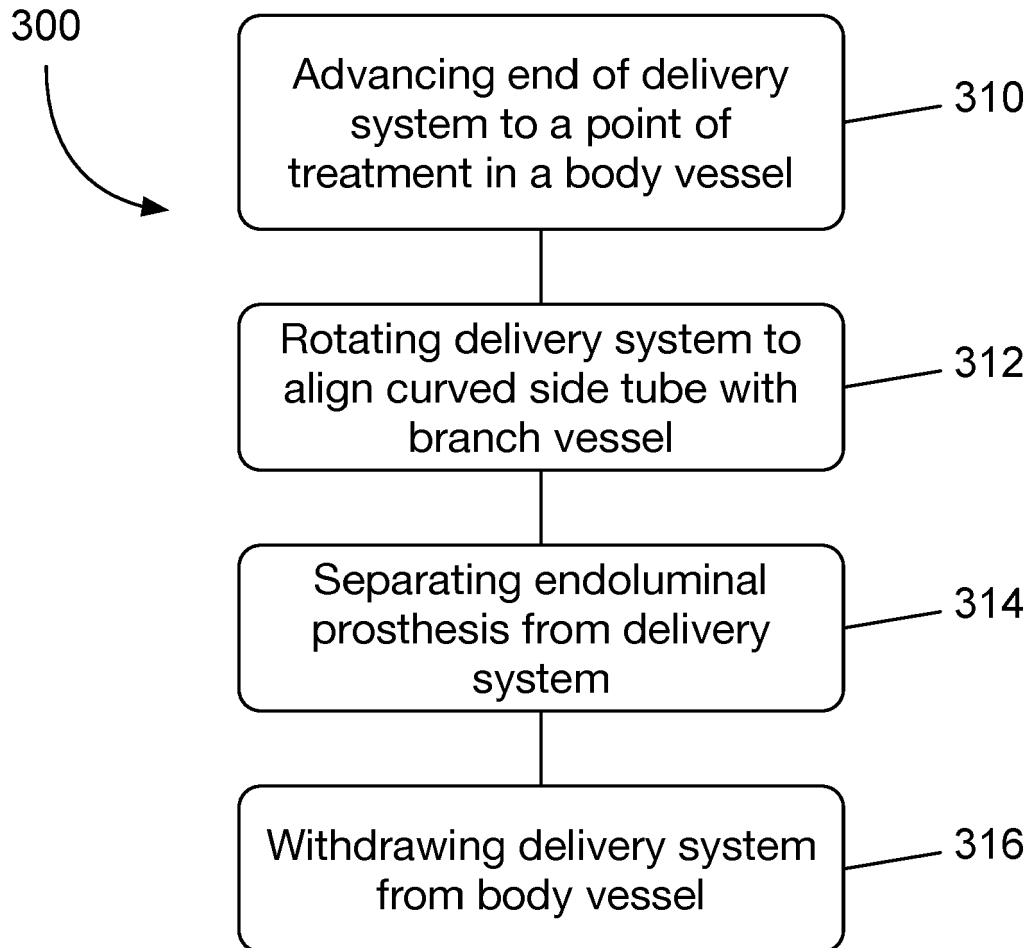 300
Advancing end of delivery
system to a point of
treatment in a body vessel
310
Rotating delivery system to
align curved side tube with
branch vessel
312
Separating endoluminal
prosthesis from delivery
system
314
Withdrawing delivery system
from body vessel
316